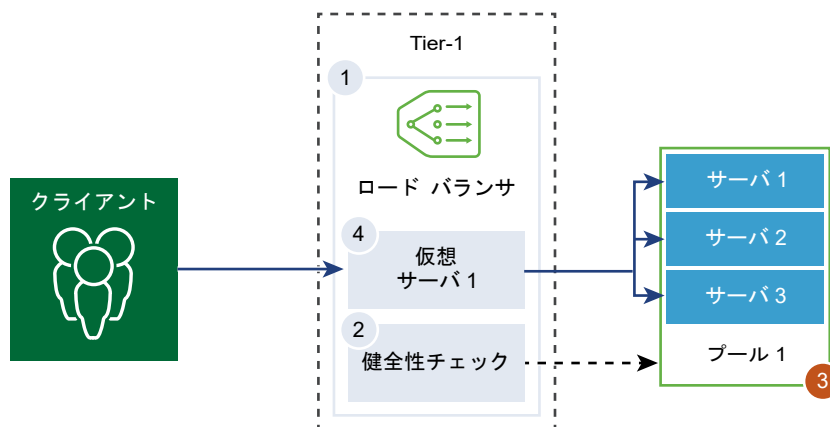 Tier-1
1
ロード バランサ
クライアント
4
仮想
サーバ 1
2
健全性チェック
サーバ 1
サーバ 2
サーバ 3
プール 1
3